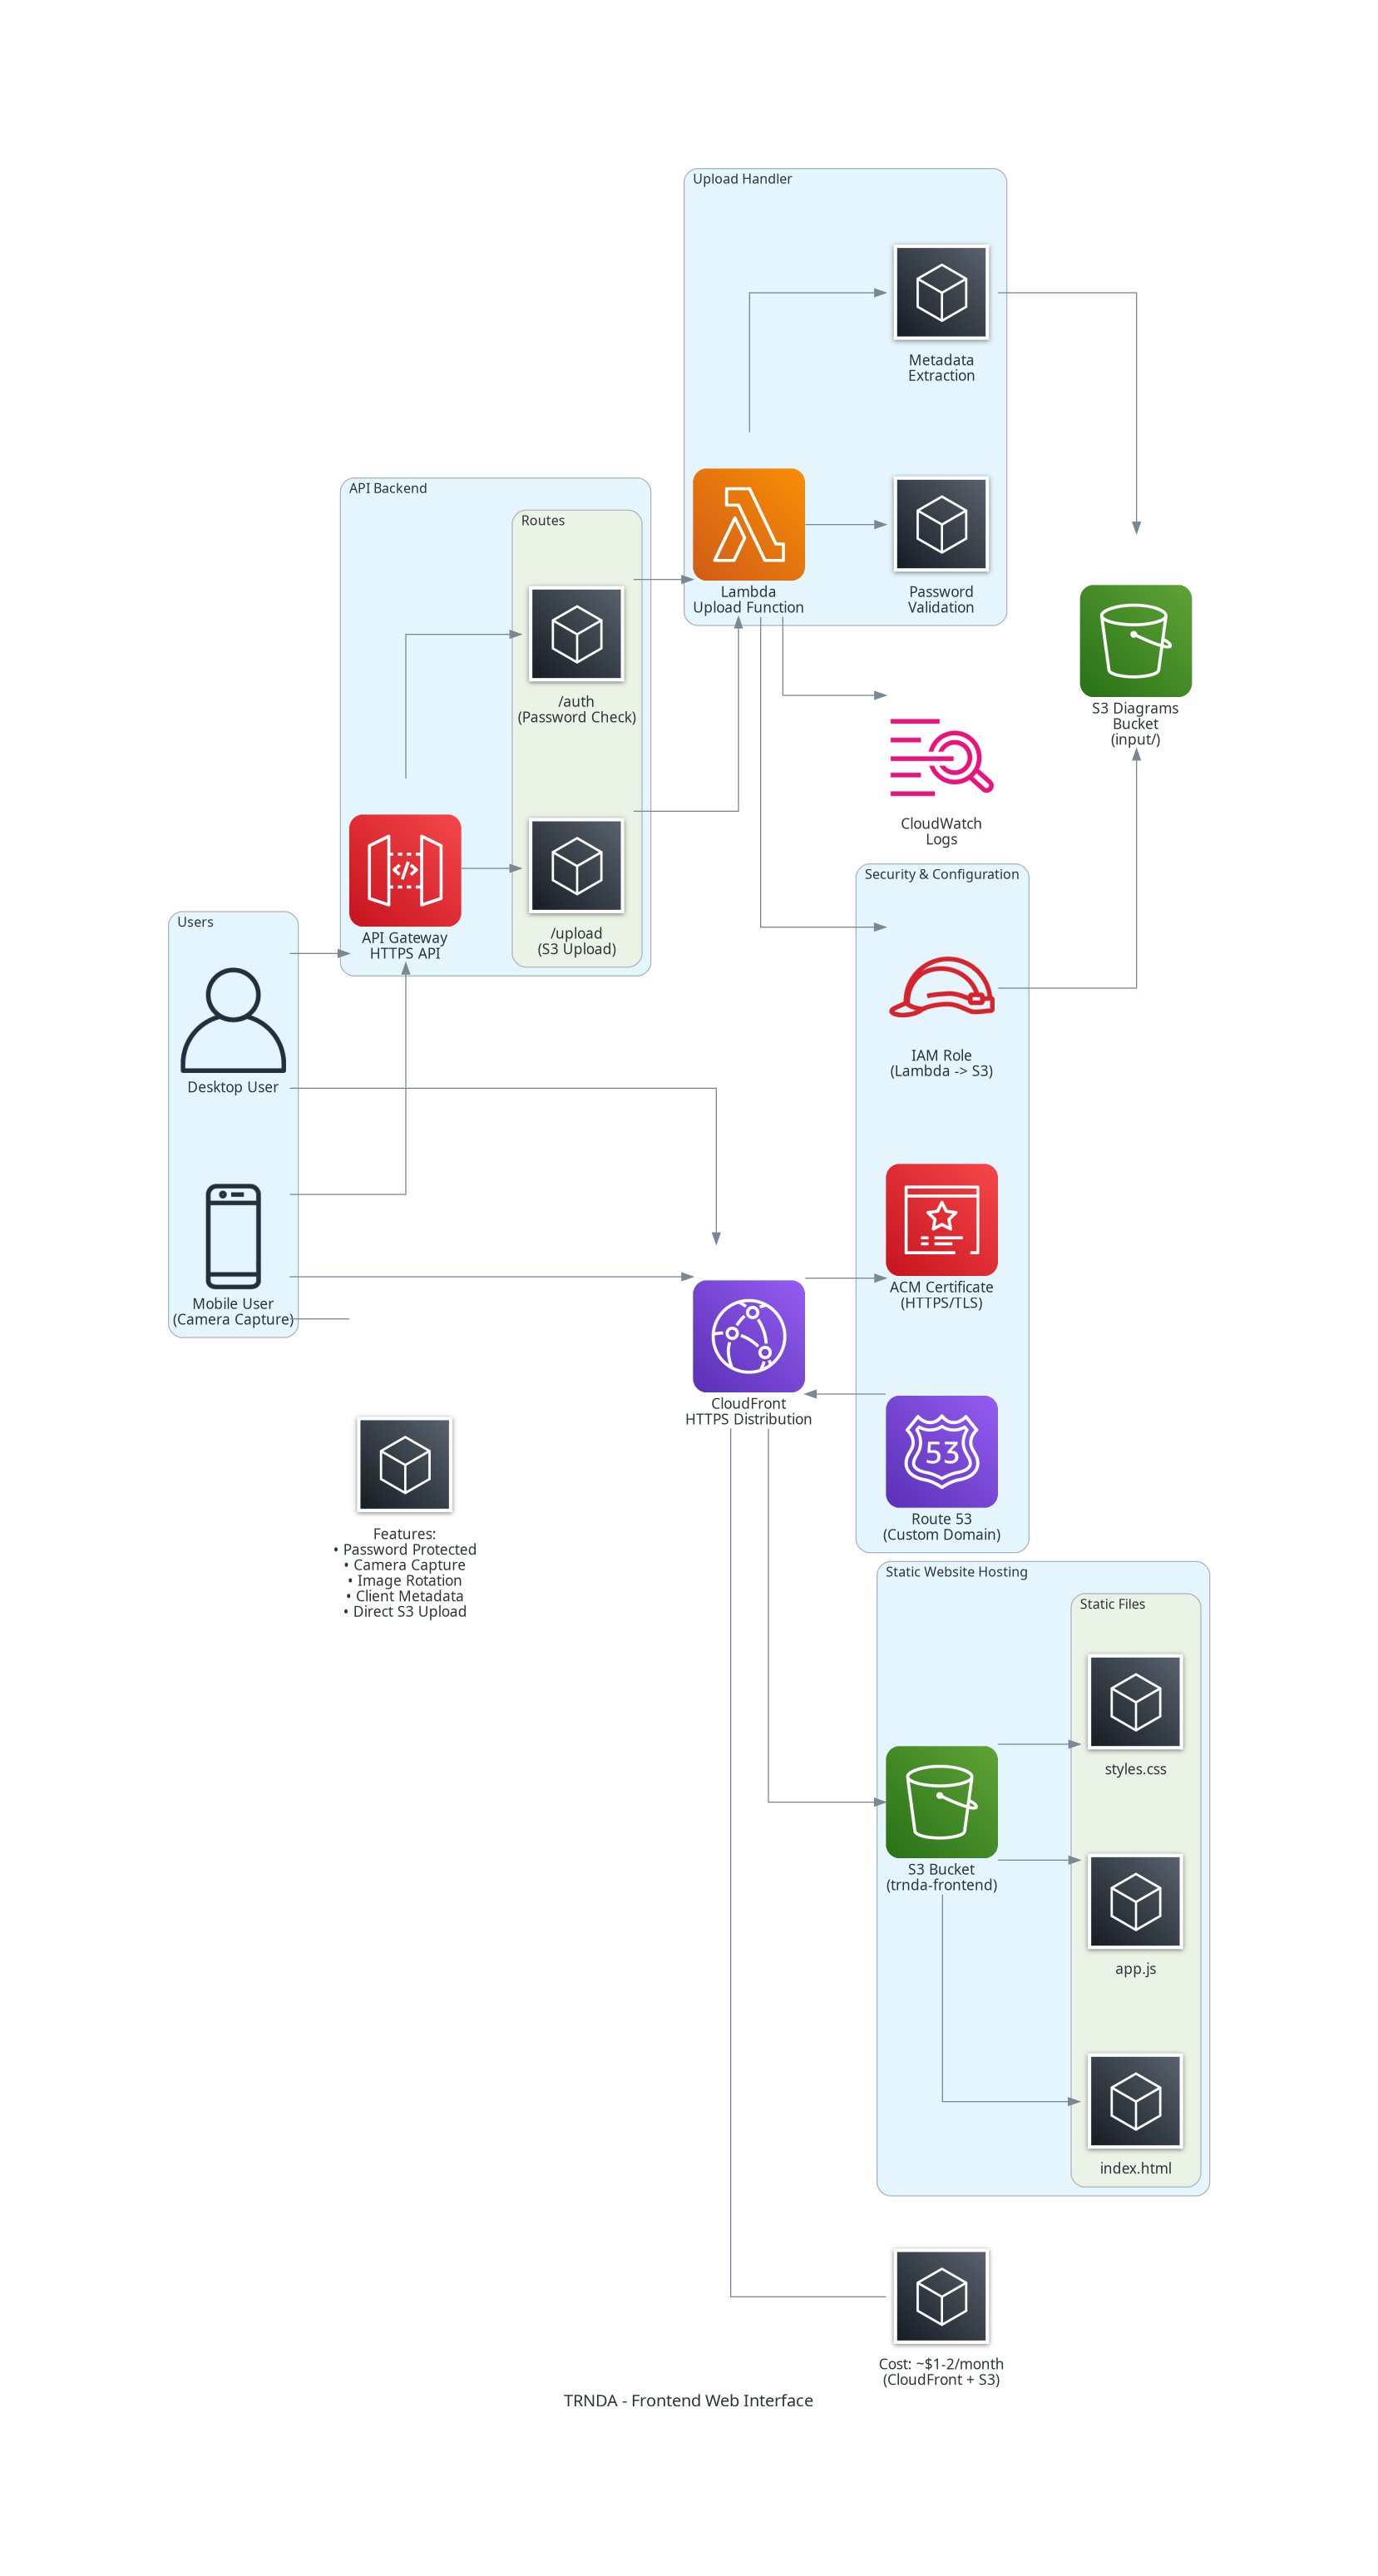 Upload Handler
Metadata
Extraction
Lambda
Upload Function
Password
Validation
API Backend
Routes
/auth
(Password Check)
/upload
(S3 Upload)
API Gateway
HTTPS API
S3 Diagrams
Bucket
(input/)
CloudWatch
Logs
Users
Desktop User
Mobile User
(Camera Capture)
Security & Configuration
IAM Role
(Lambda -> S3)
ACM Certificate
(HTTPS/TLS)
Route 53
(Custom Domain)
53
CloudFront
HTTPS Distribution
Features:
• Password Protected
• Camera Capture
• Image Rotation
• Client Metadata
• Direct S3 Upload
Static Website Hosting
Static Files
styles.css
S3 Bucket
(trnda-frontend)
app.js
index.html
Cost: ~$1-2/month
(CloudFront + S3)
TRNDA - Frontend Web Interface